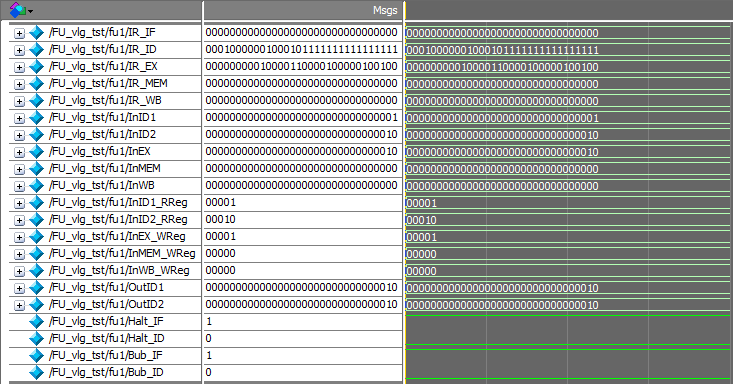 Msgs
/FU_vlg_tst/fu1/IR_IF 00000000000000000000000000000000 00000000000000000000000000000000
/FU_vlg_tst/fu1/IR_ID 00010000001000101111111111111111 00010000001000101111111111111111
/FU_vlg_tst/fu1/IR_EX 00000000010000110000100000100100 00000000010000110000100000100100
/FU_vlg_tst/fu1/IR_MEM 00000000000000000000000000000000 00000000000000000000000000000000
/FU_vlg_tst/fu1/IR_WB 00000000000000000000000000000000 00000000000000000000000000000000
/FU_vlg_tst/fu1/InID1 00000000000000000000000000000001 00000000000000000000000000000001
/FU_vlg_tst/fu1/InID2 00000000000000000000000000000010 00000000000000000000000000000010
/FU_vlg_tst/fu1/InEX 00000000000000000000000000000010 00000000000000000000000000000010
/FU_vlg_tst/fu1/InMEM 00000000000000000000000000000000 00000000000000000000000000000000
/FU_vlg_tst/fu1/InWB 00000000000000000000000000000000 00000000000000000000000000000000
/FU_vlg_tst/fu1/InID1_RReg 00001 00001
/FU_vlg_tst/fu1/InID2_RReg 00010 00010
/FU_vlg_tst/fu1/InEX_WReg 00001 00001
/FU_vlg_tst/fu1/InMEM_WReg 00000 00000
/FU_vlg_tst/fu1/InWB_WReg 00000 00000
/FU_vlg_tst/fu1/OutID1 00000000000000000000000000000010 00000000000000000000000000000010
/FU_vlg_tst/fu1/OutID2 00000000000000000000000000000010 00000000000000000000000000000010
/FU_vlg_tst/fu1/Halt_IF 1
/FU_vlg_tst/fu1/Halt_ID 0
/FU_vlg_tst/fu1/Bub_IF 1
/FU_vlg_tst/fu1/Bub_ID 0